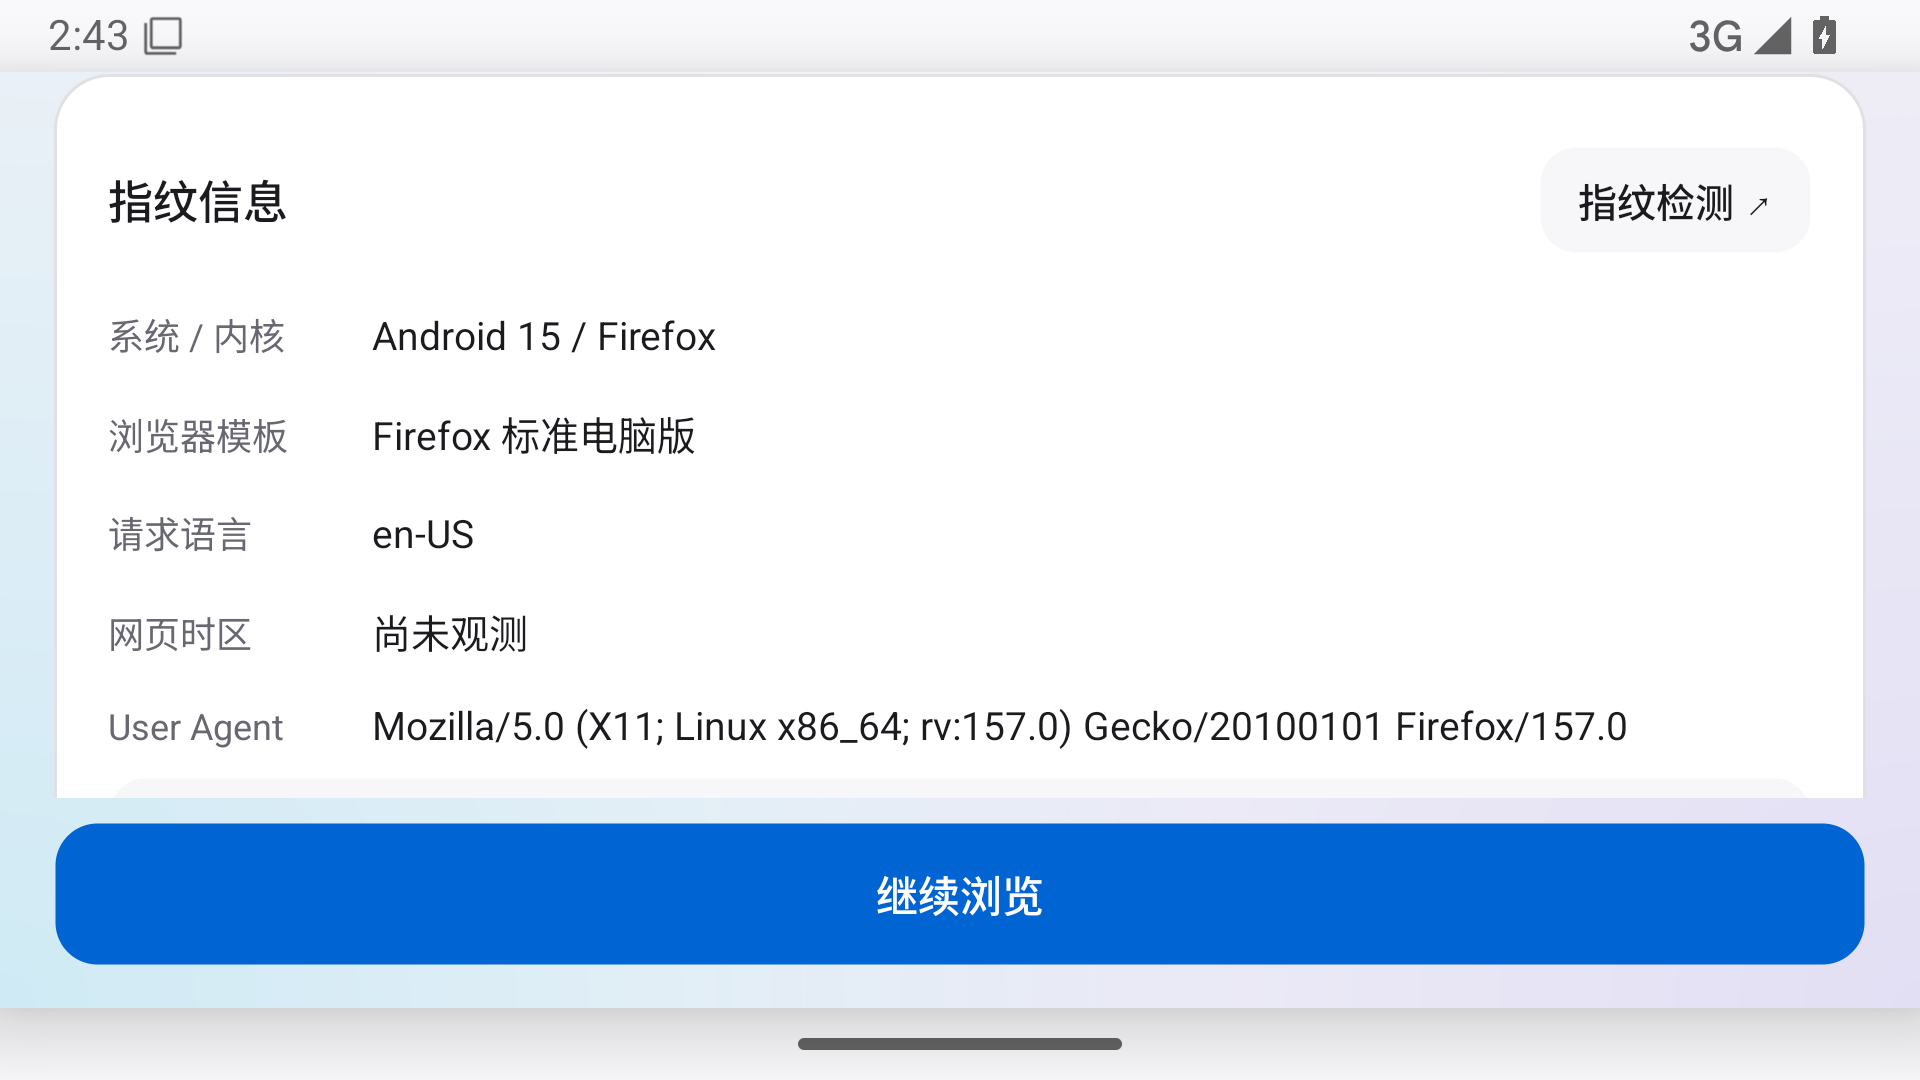 2:43
3G
指纹信息
指纹检测 ↗
系统 / 内核
Android 15 / Firefox
浏览器模板
Firefox 标准电脑版
请求语言
en-US
网页时区
尚未观测
User Agent
Mozilla/5.0 (X11; Linux x86_64; rv:157.0) Gecko/20100101 Firefox/157.0
继续浏览